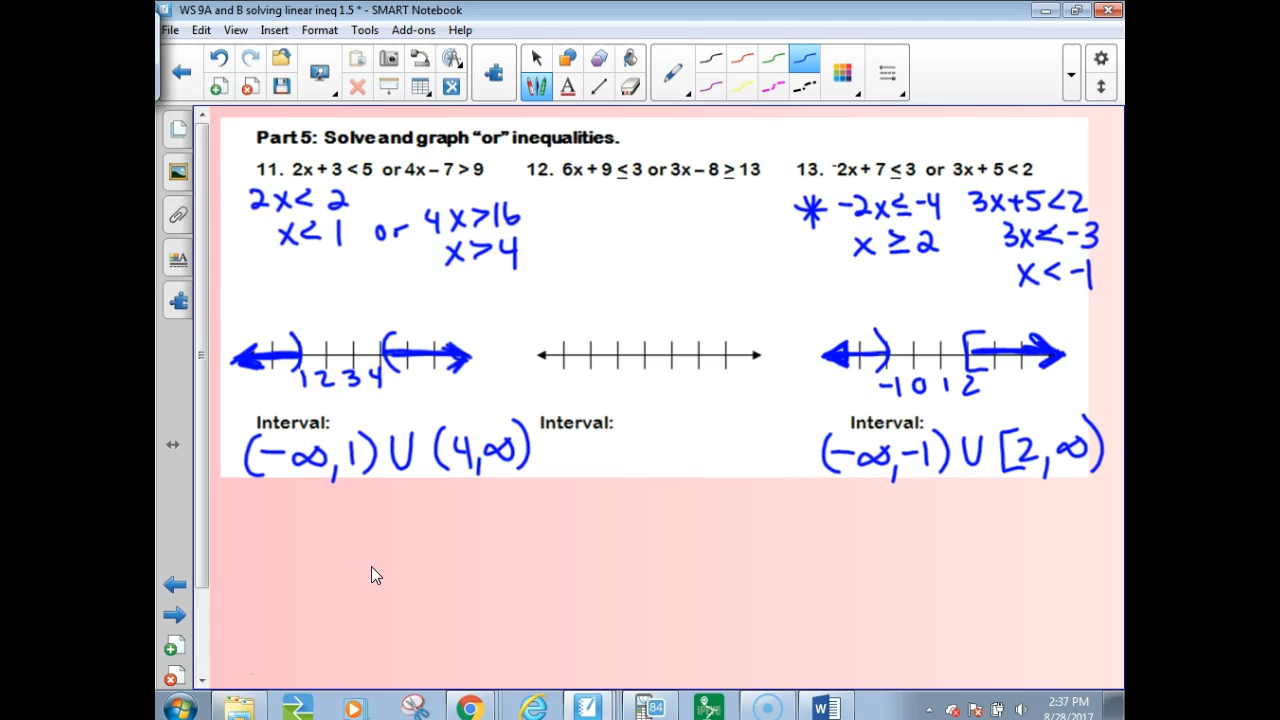 WS 9A and B solving linear ineq 1.5 * - SMART Notebook
File Edit View Insert Format Tools Add-ons Help
Part 5: Solve and graph “or” inequalities.
11. 2x + 3 < 5 or 4x – 7 > 9
2x < 2
x < 1 or 4x > 16
x > 4
1 2 3 4
Interval:
(-∞, 1) ∪ (4, ∞)
12. 6x + 9 ≤ 3 or 3x – 8 ≥ 13
Interval:
13. -2x + 7 ≤ 3 or 3x + 5 < 2
* -2x ≤ -4 3x+5 < 2
x ≥ 2 3x < -3
x < -1
-1 0 1 2
Interval:
(-∞, -1) ∪ [2, ∞)
84
W
2:37 PM
8/28/2017